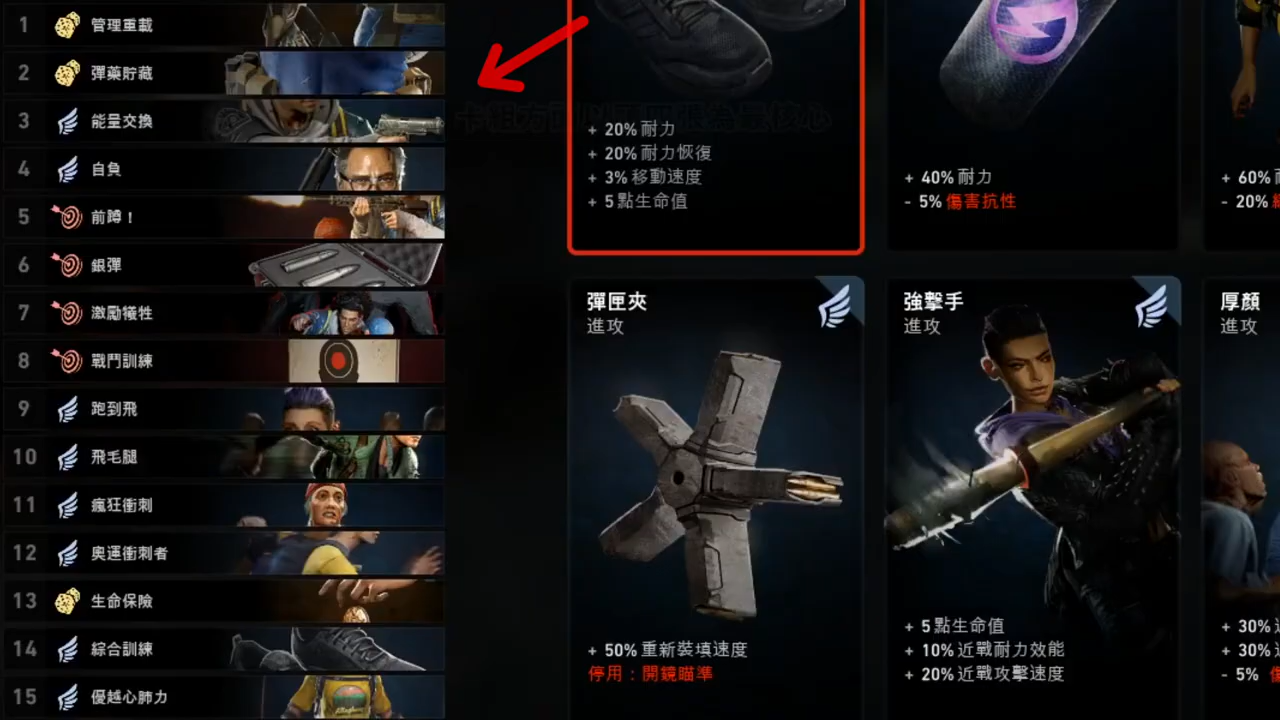 1 管理重載
2 彈藥貯藏
3 能量交換
4 自負
5 前蹲！
6 銀彈
7 激勵犧牲
8 戰鬥訓練
9 跑到飛
10 飛毛腿
11 瘋狂衝刺
12 奧運衝刺者
13 生命保險
14 綜合訓練
15 優越心肺力
+ 20% 耐力
+ 20% 耐力恢復
+ 3% 移動速度
+ 5 點生命值
+ 40% 耐力
- 5% 傷害抗性
+ 60%
- 20%
彈匣夾
進攻
+ 50% 重新裝填速度
停用：開鏡瞄準
強擊手
進攻
+ 5 點生命值
+ 10% 近戰耐力效能
+ 20% 近戰攻擊速度
厚顏
進攻
+ 30%
+ 30%
- 5%